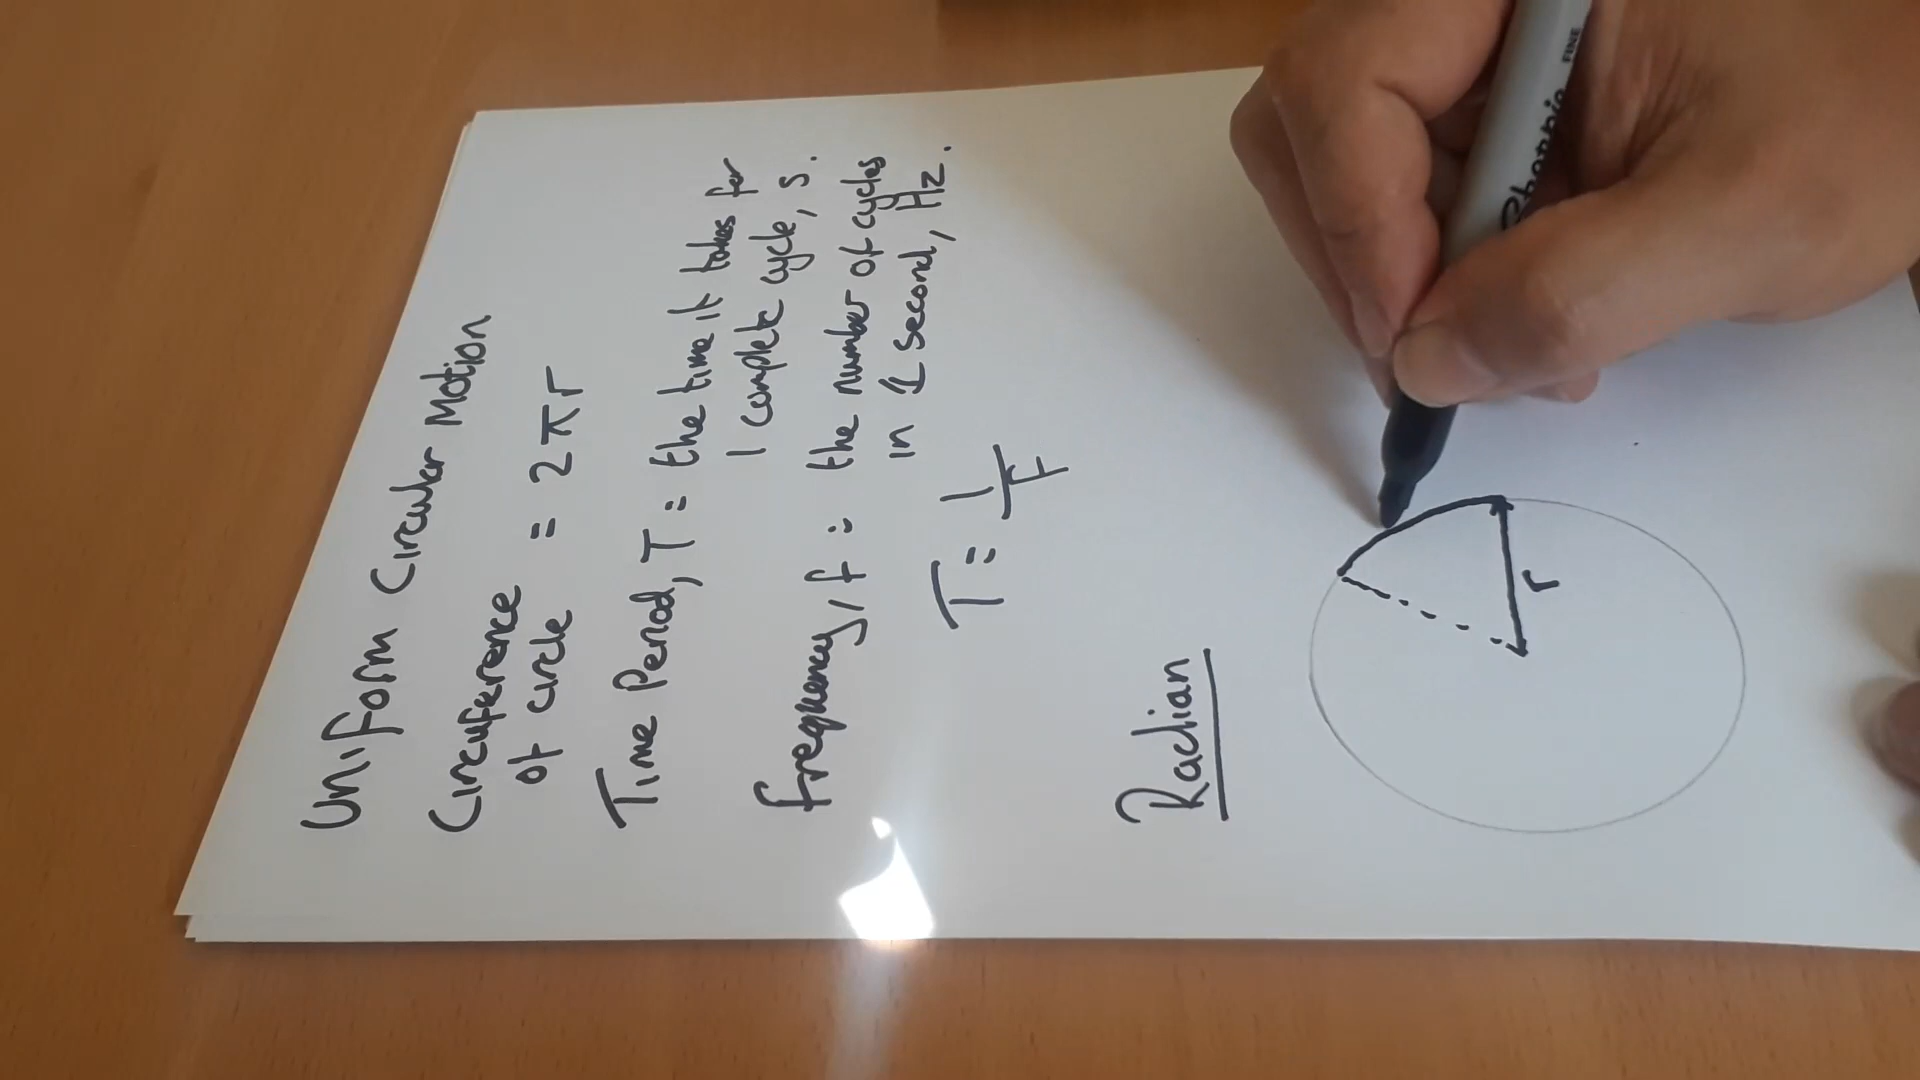 Uniform Circular Motion
Circuference = 2πr
of circle
Time Period, T = the time it takes for
1 complete cycle, s.
frequency, f = the number of cycles
in 1 second, Hz.
T = 1/f
Radian
r
Sharpie FINE